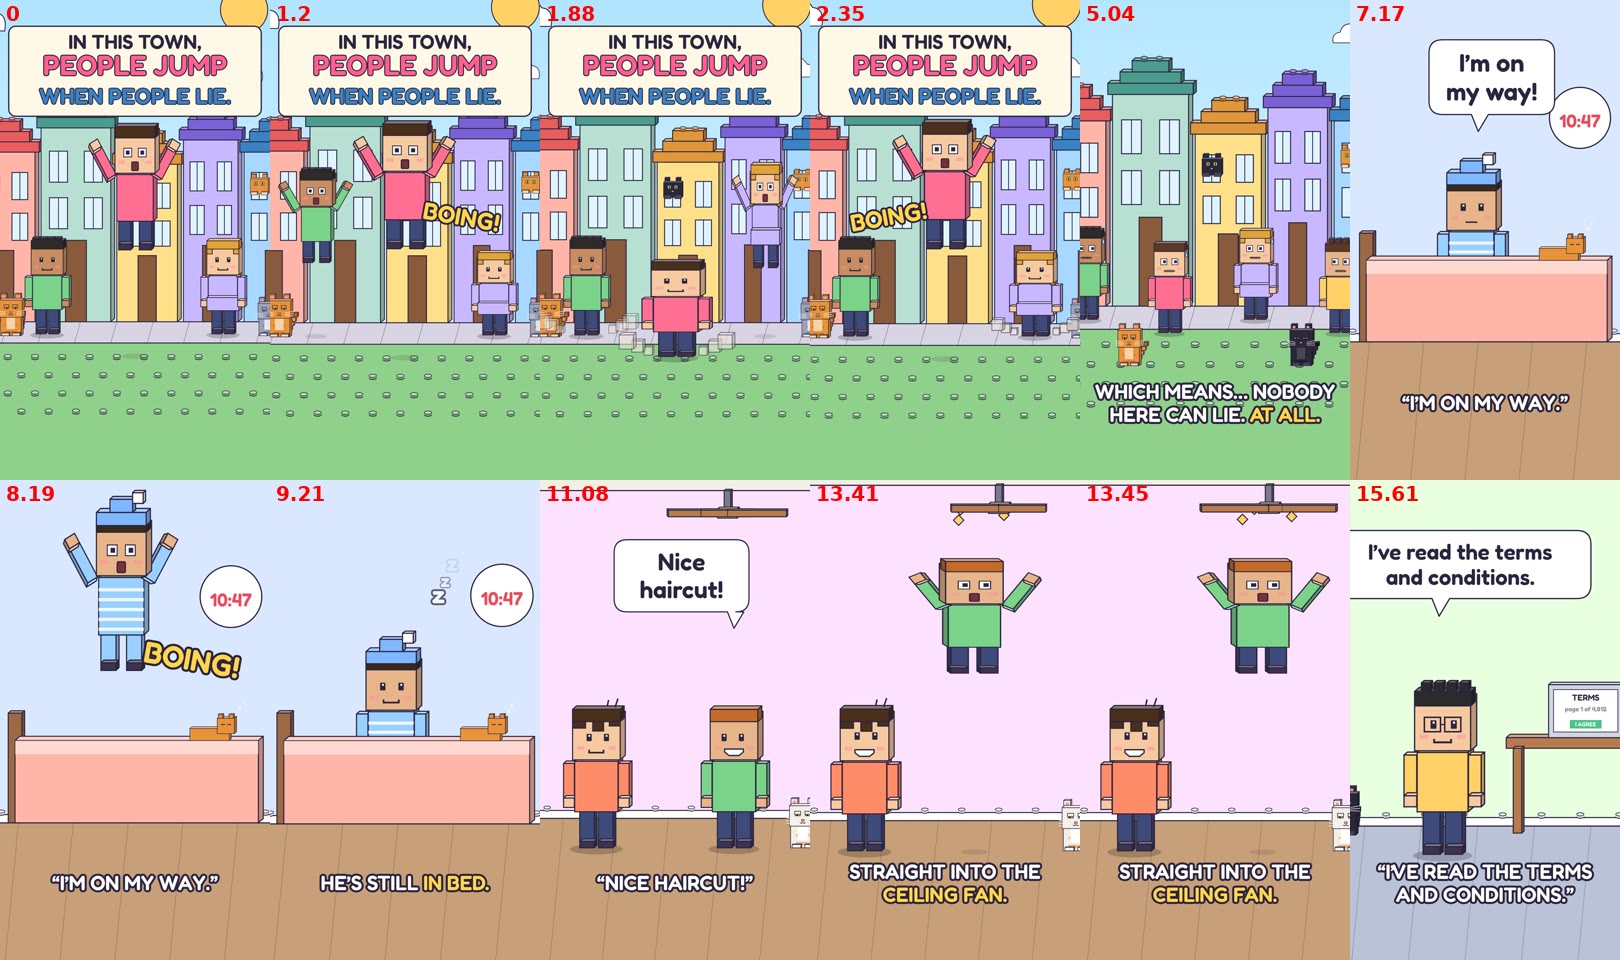 0
IN THIS TOWN,
PEOPLE JUMP
WHEN PEOPLE LIE.
1.2
IN THIS TOWN,
PEOPLE JUMP
WHEN PEOPLE LIE.
BOING!
1.88
IN THIS TOWN,
PEOPLE JUMP
WHEN PEOPLE LIE.
2.35
IN THIS TOWN,
PEOPLE JUMP
WHEN PEOPLE LIE.
BOING!
5.04
WHICH MEANS... NOBODY
HERE CAN LIE. AT ALL.
7.17
I'm on
my way!
10:47
“I'M ON MY WAY.”
8.19
10:47
BOING!
“I'M ON MY WAY.”
9.21
z
z
z
10:47
HE'S STILL IN BED.
11.08
Nice
haircut!
“NICE HAIRCUT!”
13.41
STRAIGHT INTO THE
CEILING FAN.
13.45
STRAIGHT INTO THE
CEILING FAN.
15.61
I've read the terms
and conditions.
TERMS
page 1 of 4,812
I AGREE
“I'VE READ THE TERMS
AND CONDITIONS.”